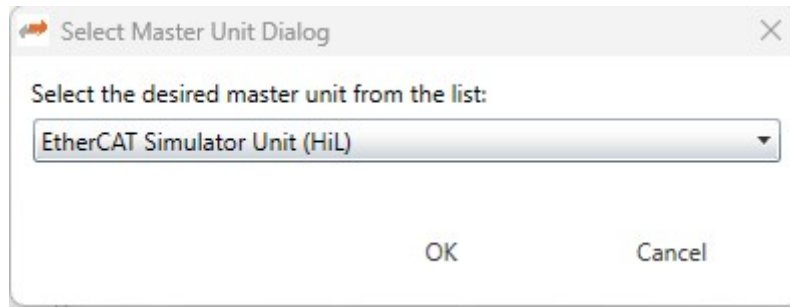 Select Master Unit Dialog
Select the desired master unit from the list:
EtherCAT Simulator Unit (HiL)
OK Cancel